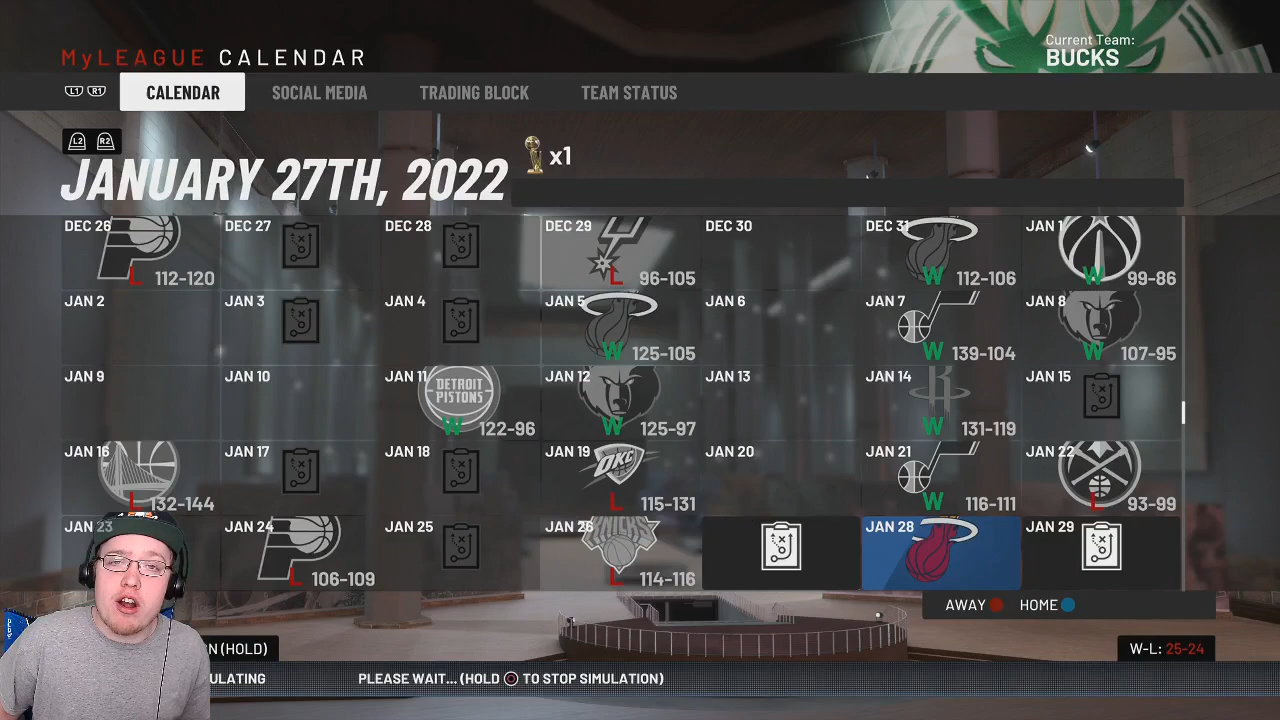 MyLEAGUE CALENDAR
Current Team:
BUCKS
L1 R1 CALENDAR SOCIAL MEDIA TRADING BLOCK TEAM STATUS
L2 R2
JANUARY 27TH, 2022 x1
DEC 26 DEC 27 DEC 28 DEC 29 DEC 30 DEC 31 JAN 1
L 112-120 L 96-105 W 112-106 W 99-86
JAN 2 JAN 3 JAN 4 JAN 5 JAN 6 JAN 7 JAN 8
W 125-105 W 139-104 W 107-95
JAN 9 JAN 10 JAN 11 JAN 12 JAN 13 JAN 14 JAN 15
DETROIT
PISTONS
W 122-96 W 125-97 W 131-119
JAN 16 JAN 17 JAN 18 JAN 19 JAN 20 JAN 21 JAN 22
OKC
L 132-144 L 115-131 W 116-111 L 93-99
JAN 23 JAN 24 JAN 25 JAN 26 JAN 28 JAN 29
KNICKS
L 106-109 L 114-116
AWAY HOME
N (HOLD) W-L: 25-24
ULATING PLEASE WAIT... (HOLD TO STOP SIMULATION)